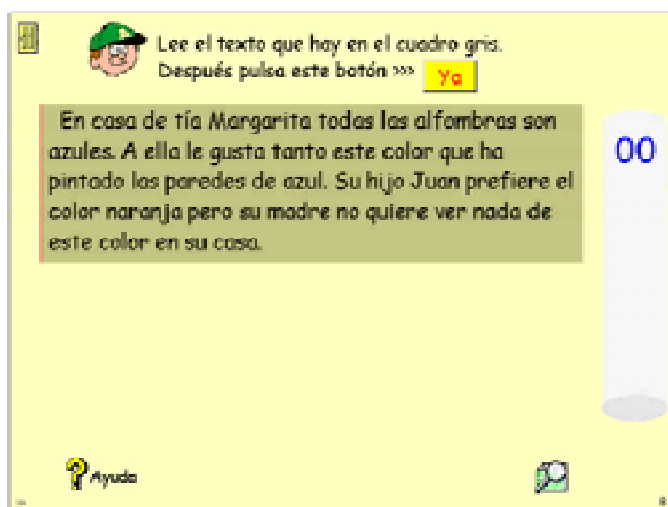 Lee el texto que hay en el cuadro gris.
Después pulsa este botón >>> Ya
En casa de tía Margarita todas las alfombras son
azules. A ella le gusta tanto este color que ha
pintado las paredes de azul. Su hijo Juan prefiere el
color naranja pero su madre no quiere ver nada de
este color en su casa.
00
Ayuda